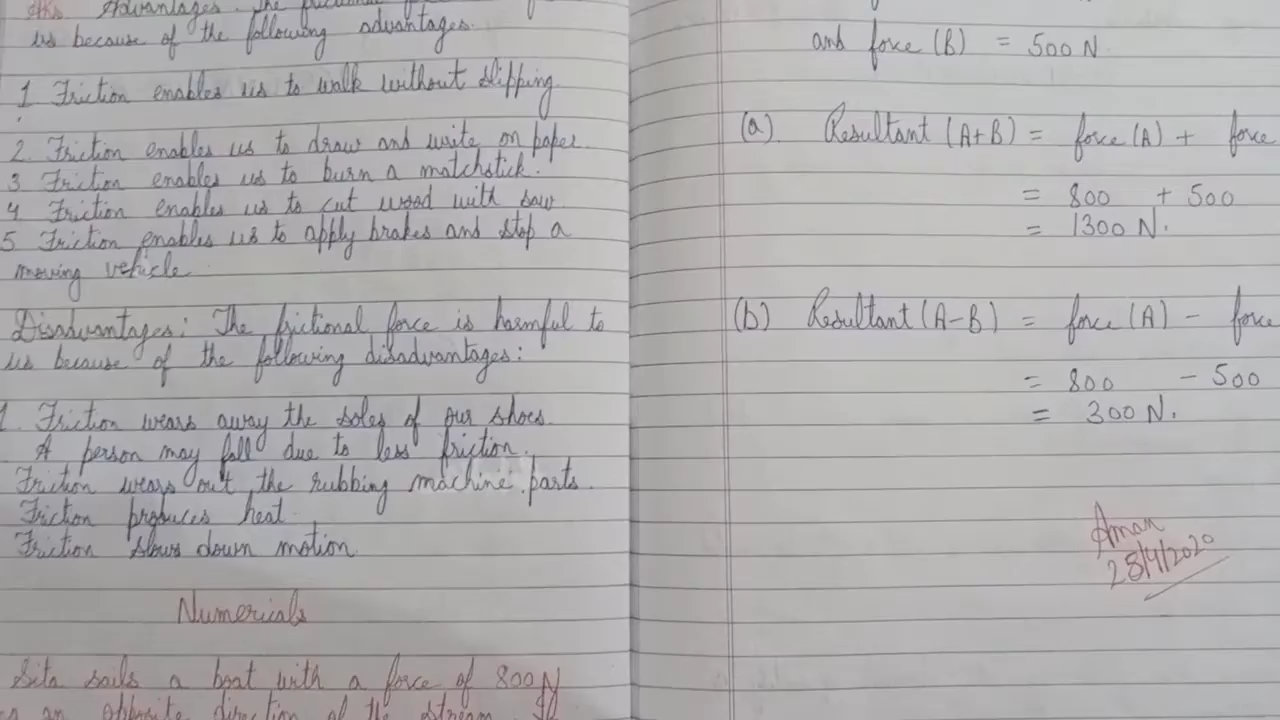 Advantages. The frictional
us because of the following advantages.
1 Friction enables us to walk without slipping.
2. Friction enables us to draw and write on paper.
3 Friction enables us to burn a matchstick.
4 Friction enables us to cut wood with saw.
5 Friction enables us to apply brakes and stop a
moving vehicle.
Disadvantages: The frictional force is harmful to
us because of the following disadvantages:
1. Friction wears away the soles of our shoes.
A person may fall due to less friction.
Friction wears out the rubbing machine parts.
Friction produces heat.
Friction slows down motion
Numericals
Sita sails a boat with a force of 800 N
an opposite direction of the stream. If
and force (B) = 500 N.
(a) Resultant (A+B) = force (A) + force
= 800 + 500
= 1300 N.
(b) Resultant (A-B) = force (A) - force
= 800 - 500
= 300 N.
Aman
28/4/2020